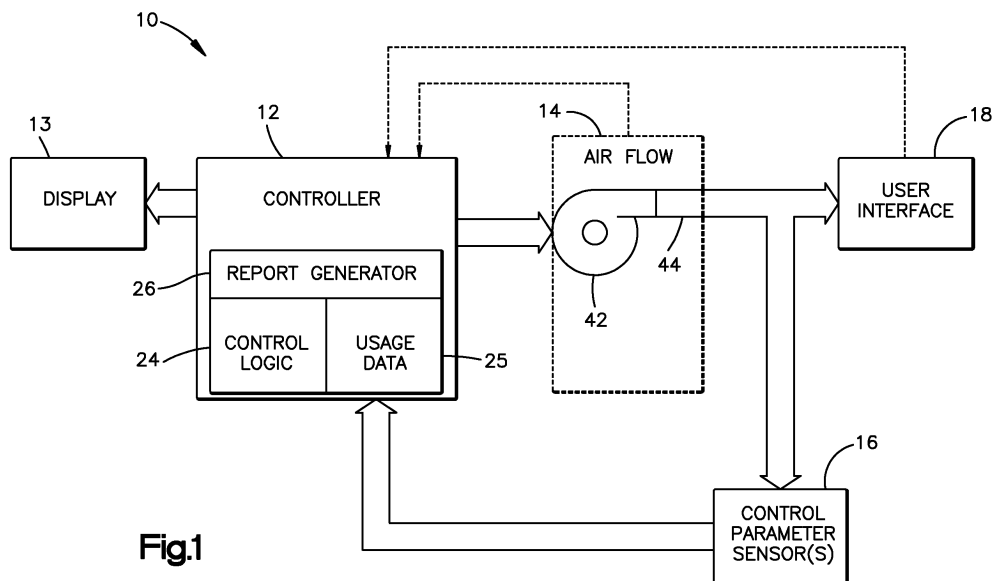 10
12
14
18
13
AIR FLOW
DISPLAY
CONTROLLER
USER
INTERFACE
26
REPORT GENERATOR
44
42
24
CONTROL
LOGIC
USAGE
DATA
25
16
CONTROL
PARAMETER
SENSOR(S)
Fig.1